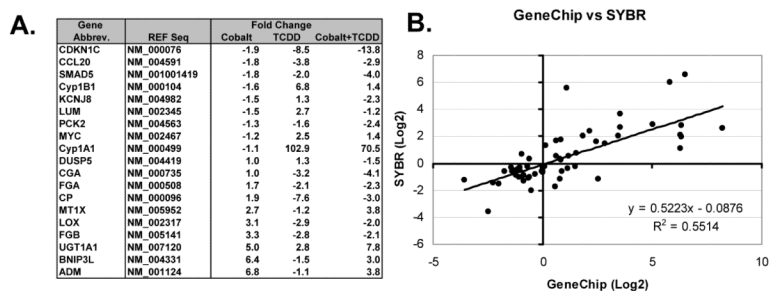 A.
Gene Abbrev. REF Seq Fold Change
Cobalt TCDD Cobalt+TCDD
CDKN1C NM_000076 -1.9 -8.5 -13.8
CCL20 NM_004591 -1.8 -3.8 -2.9
SMAD5 NM_001001419 -1.8 -2.0 -4.0
Cyp1B1 NM_000104 -1.6 6.8 1.4
KCNJ8 NM_004982 -1.5 1.3 -2.3
LUM NM_002345 -1.5 2.7 -1.2
PCK2 NM_004563 -1.3 -1.6 -2.4
MYC NM_002467 -1.2 2.5 1.4
Cyp1A1 NM_000499 -1.1 102.9 70.5
DUSP5 NM_004419 1.0 1.3 -1.5
CGA NM_000735 1.0 -3.2 -4.1
FGA NM_000508 1.7 -2.1 -2.3
CP NM_000096 1.9 -7.6 -3.0
MT1X NM_005952 2.7 -1.2 3.8
LOX NM_002317 3.1 -2.9 -2.0
FGB NM_005141 3.3 -2.8 -2.1
UGT1A1 NM_007120 5.0 2.8 7.8
BNIP3L NM_004331 6.4 -1.5 3.0
ADM NM_001124 6.8 -1.1 3.8
B.
GeneChip vs SYBR
SYBR (Log2)
8
6
4
2
0
-2
-4
-6
y = 0.5223x - 0.0876
R² = 0.5514
-5 0 5 10
GeneChip (Log2)